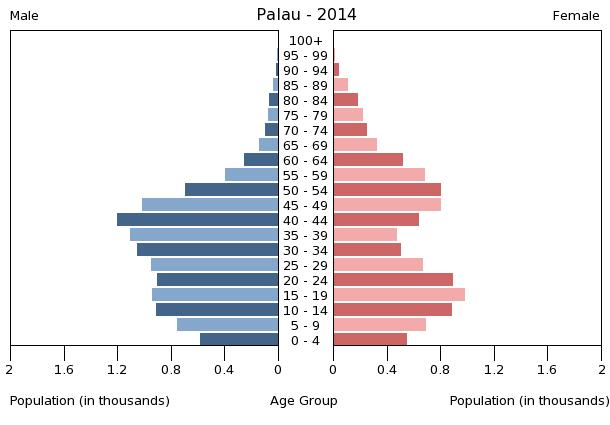 Palau - 2014
Male
Female
100+
95 - 99
90 - 94
85 - 89
80 - 84
75 - 79
70 - 74
65 - 69
60 - 64
55 - 59
50 - 54
45 - 49
40 - 44
35 - 39
30 - 34
25 - 29
20 - 24
15 - 19
10 - 14
5 - 9
0 - 4
2 1.6 1.2 0.8 0.4 0 0 0.4 0.8 1.2 1.6 2
Population (in thousands) Age Group Population (in thousands)